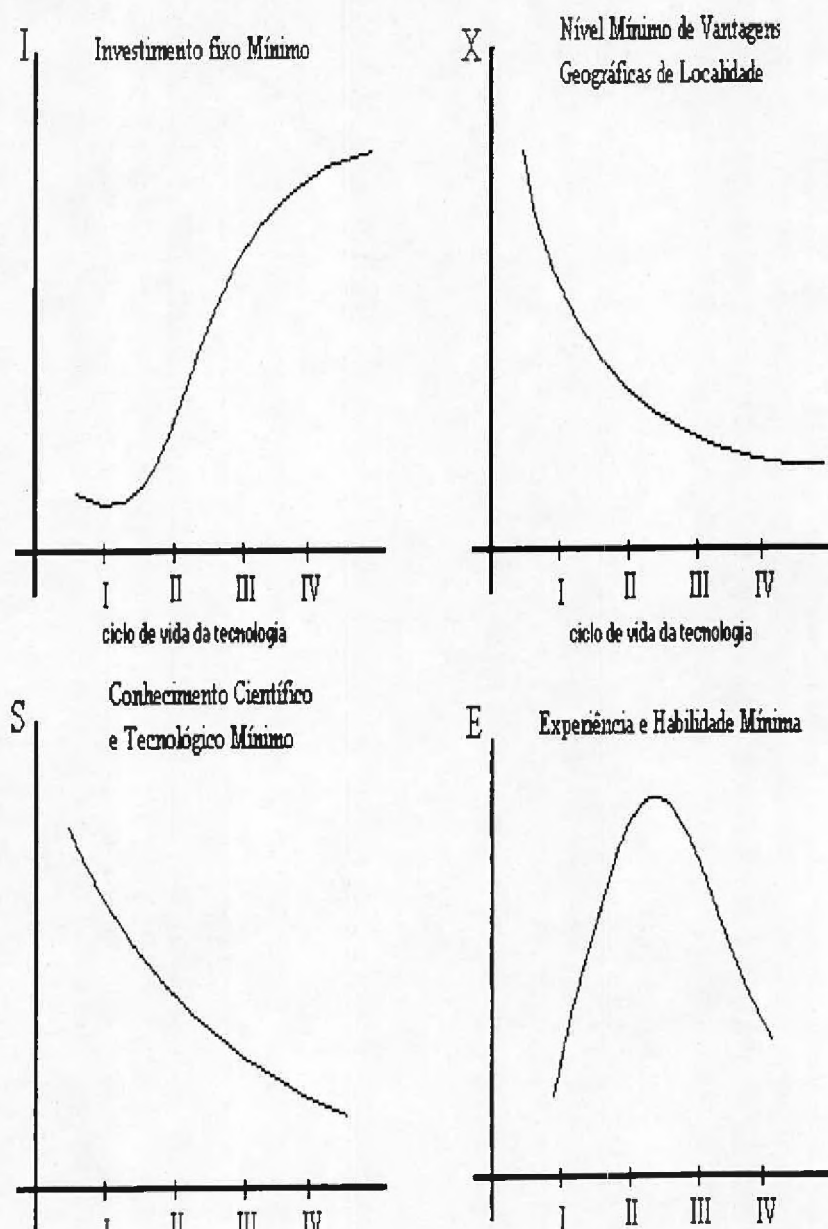 I
Investimento fixo Mínimo
I
II
III
IV
ciclo de vida da tecnologia
X
Nível Mínimo de Vantagens
Geográficas de Localidade
I
II
III
IV
ciclo de vida da tecnologia
S
Conhecimento Científico
e Tecnológico Mínimo
I
II
III
IV
E
Experiência e Habilidade Mínima
I
II
III
IV